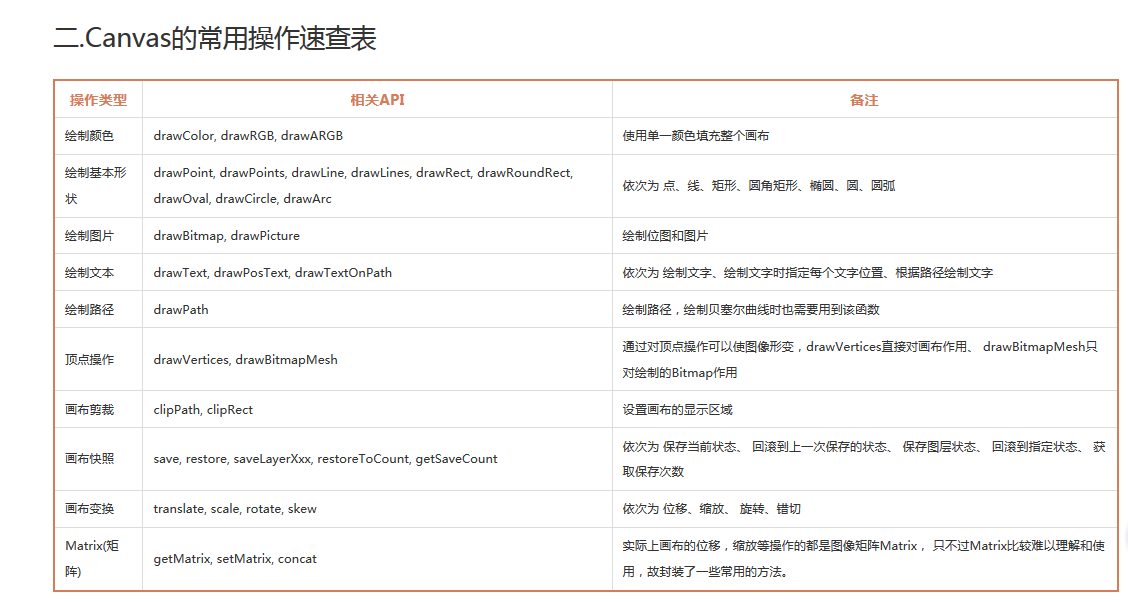 二.Canvas的常用操作速查表
操作类型 相关API 备注
绘制颜色 drawColor, drawRGB, drawARGB 使用单一颜色填充整个画布
绘制基本形
状
drawPoint, drawPoints, drawLine, drawLines, drawRect, drawRoundRect,
drawOval, drawCircle, drawArc
依次为 点、线、矩形、圆角矩形、椭圆、圆、圆弧
绘制图片 drawBitmap, drawPicture 绘制位图和图片
绘制文本 drawText, drawPosText, drawTextOnPath 依次为 绘制文字、绘制文字时指定每个文字位置、根据路径绘制文字
绘制路径 drawPath 绘制路径，绘制贝塞尔曲线时也需要用到该函数
顶点操作 drawVertices, drawBitmapMesh 通过对顶点操作可以使图像形变，drawVertices直接对画布作用、 drawBitmapMesh只
对绘制的Bitmap作用
画布剪裁 clipPath, clipRect 设置画布的显示区域
画布快照 save, restore, saveLayerXxx, restoreToCount, getSaveCount 依次为 保存当前状态、 回滚到上一次保存的状态、 保存图层状态、 回滚到指定状态、 获
取保存次数
画布变换 translate, scale, rotate, skew 依次为 位移、缩放、 旋转、错切
Matrix(矩
阵)
getMatrix, setMatrix, concat
实际上画布的位移，缩放等操作的都是图像矩阵Matrix， 只不过Matrix比较难以理解和使
用，故封装了一些常用的方法。